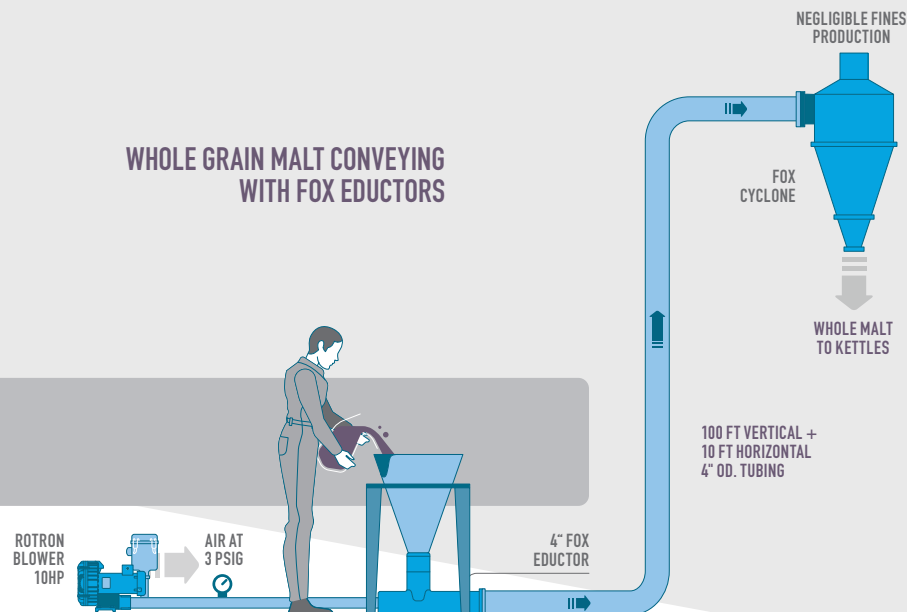 NEGLIGIBLE FINES
PRODUCTION
WHOLE GRAIN MALT CONVEYING
WITH FOX EDUCTORS
FOX
CYCLONE
WHOLE MALT
TO KETTLES
100 FT VERTICAL +
10 FT HORIZONTAL
4" OD. TUBING
ROTRON
BLOWER
10HP
AIR AT
3 PSIG
4" FOX
EDUCTOR